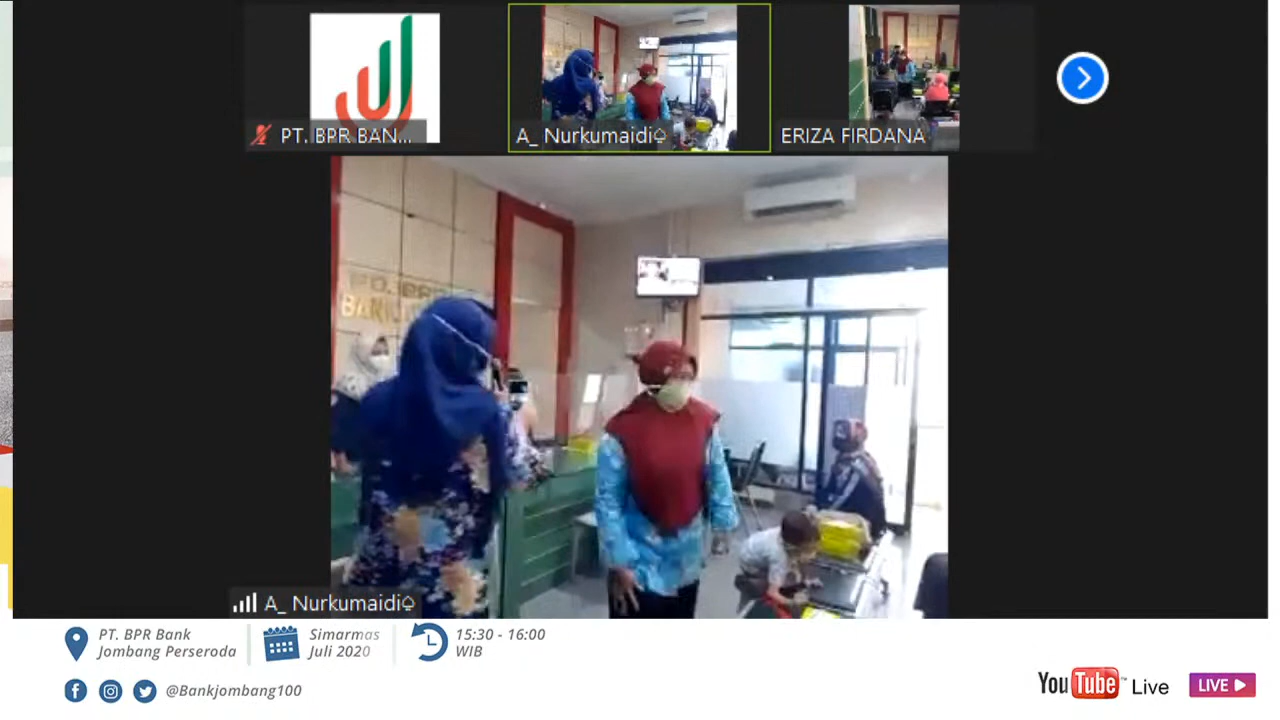 PT. BPR BAN...
A_ Nurkumaidi♤
ERIZA FIRDANA
BANK
A_ Nurkumaidi♤
PT. BPR Bank
Jombang Perseroda
Simarmas
Juli 2020
15:30 - 16:00
WIB
@Bankjombang100
YouTube Live
LIVE